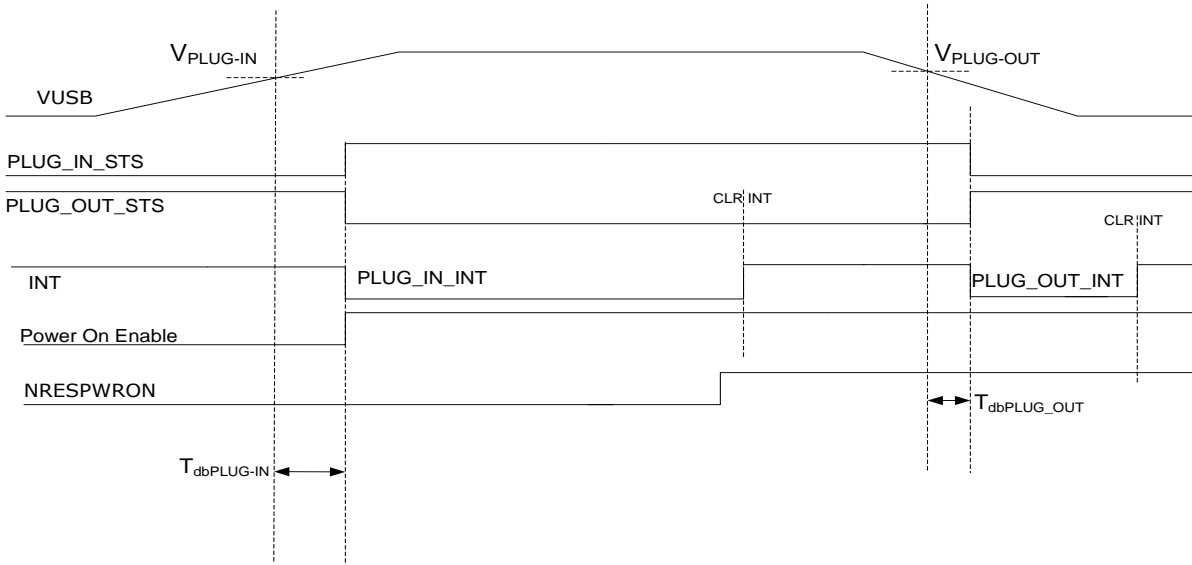 VPLUG-IN
VPLUG-OUT
VUSB
PLUG_IN_STS
PLUG_OUT_STS
CLR INT
CLR INT
INT
PLUG_IN_INT
PLUG_OUT_INT
Power On Enable
NRESPWRON
TdbPLUG_OUT
TdbPLUG-IN